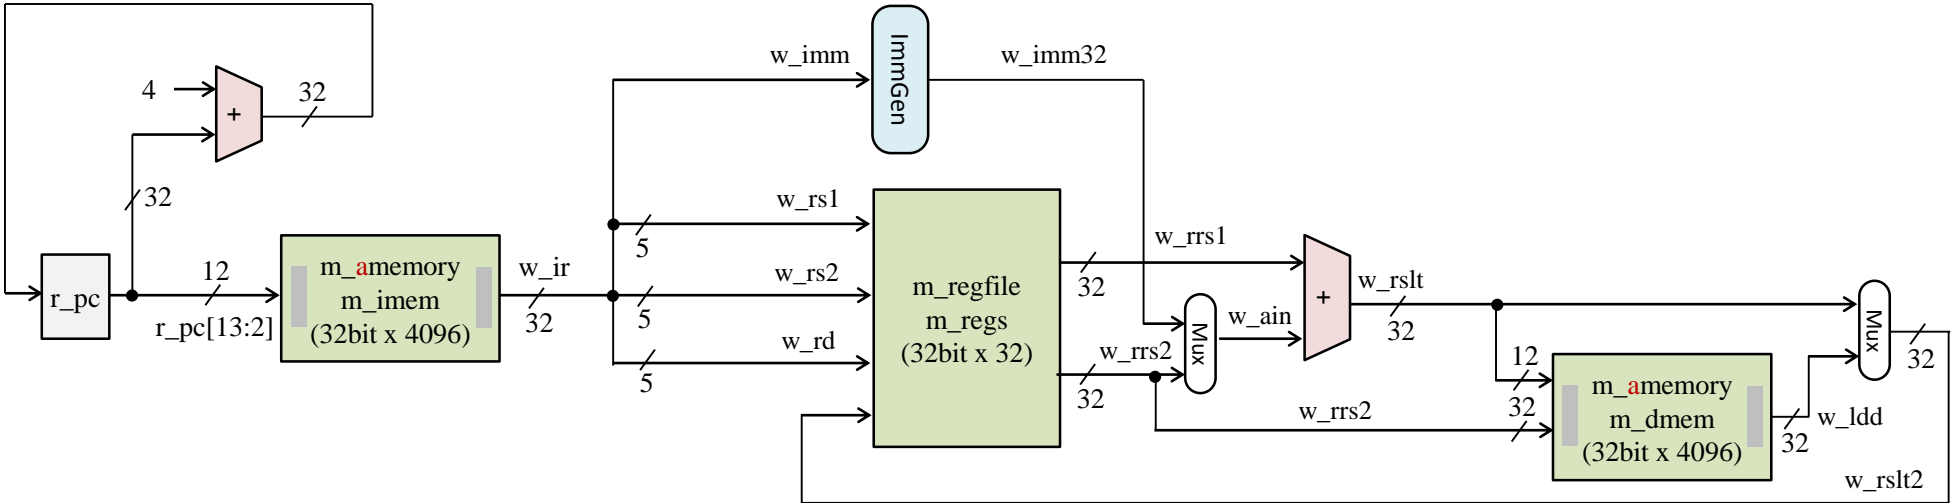 4
+
32
32
r_pc
12
r_pc[13:2]
m_amemory
m_imem
(32bit x 4096)
w_ir
32
w_imm
ImmGen
w_imm32
w_rs1
5
w_rs2
5
w_rd
5
m_regfile
m_regs
(32bit x 32)
w_rrs1
32
w_rrs2
32
Mux
w_ain
+
w_rslt
32
w_rrs2
12
32
m_amemory
m_dmem
(32bit x 4096)
32
w_ldd
Mux
32
w_rslt2